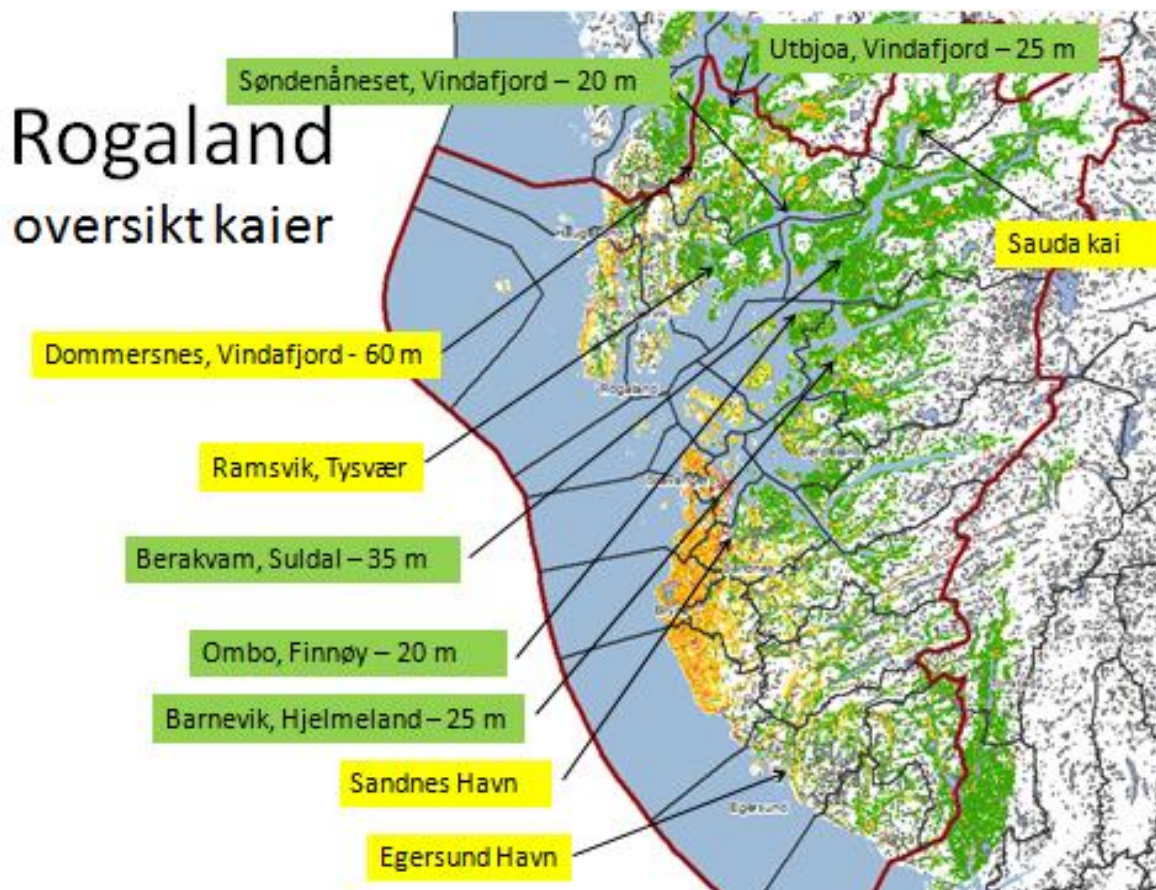 Rogaland
oversikt kaier
Søndenåneset, Vindafjord – 20 m
Utbjoa, Vindafjord – 25 m
Sauda kai
Dommersnes, Vindafjord - 60 m
Rogaland
Ramsvik, Tysvær
Berakvam, Suldal – 35 m
Ombo, Finnøy – 20 m
Barnevik, Hjelmeland – 25 m
Sandnes Havn
Egersund Havn